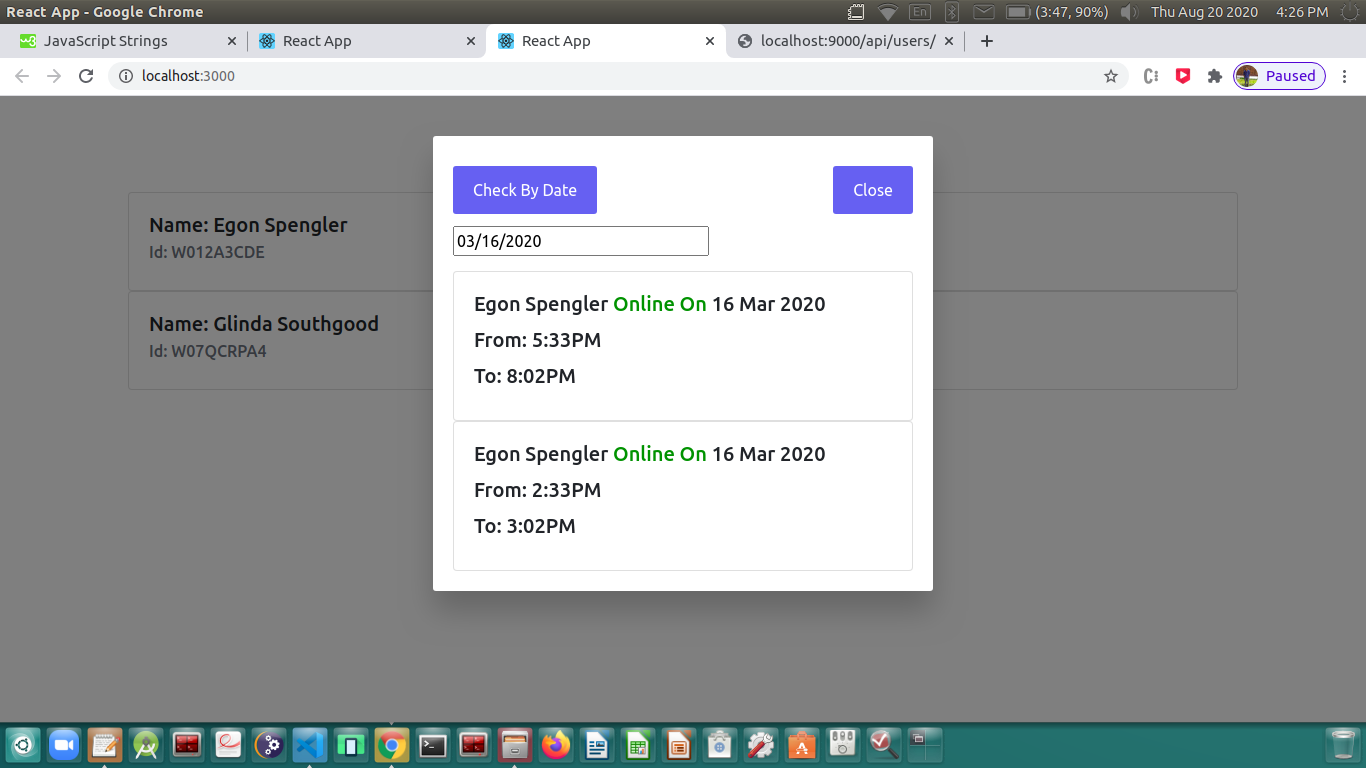 React App - Google Chrome
En
(3:47, 90%)
Thu Aug 20 2020
4:26 PM
JavaScript Strings
React App
React App
localhost:9000/api/users/
localhost:3000
Paused
Check By Date
Close
03/16/2020
Name: Egon Spengler
Id: W012A3CDE
Name: Glinda Southgood
Id: W07QCRPA4
Egon Spengler Online On 16 Mar 2020
From: 5:33PM
To: 8:02PM
Egon Spengler Online On 16 Mar 2020
From: 2:33PM
To: 3:02PM